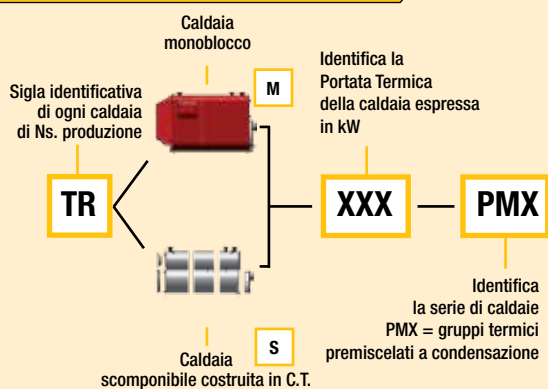 Caldaia
monoblocco
M
Identifica la
Portata Termica
della caldaia espressa
in kW
Sigla identificativa
di ogni caldaia
di Ns. produzione
TR
XXX
PMX
Identifica
la serie di caldaie
PMX = gruppi termici
premiscelati a condensazione
S
Caldaia
scomponibile costruita in C.T.